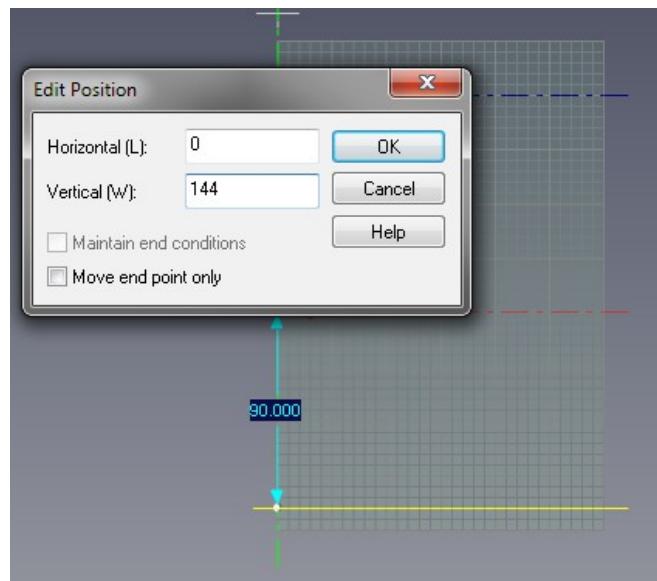 Edit Position
Horizontal (L): 0 OK
Vertical (W): 144 Cancel
Maintain end conditions Help
Move end point only
90.000